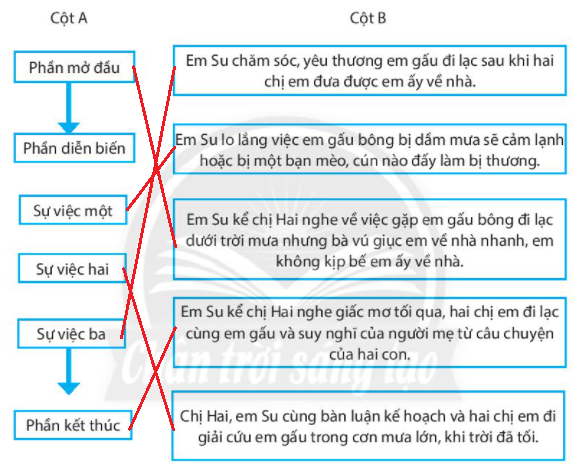 Cột A
Cột B
Phần mở đầu
Em Su chăm sóc, yêu thương em gấu đi lạc sau khi hai
chị em đưa được em ấy về nhà.
Phần diễn biến
Em Su lo lắng việc em gấu bông bị dầm mưa sẽ cảm lạnh
hoặc bị một bạn mèo, cún nào đấy làm bị thương.
Sự việc một
Em Su kể chị Hai nghe về việc gặp em gấu bông đi lạc
dưới trời mưa nhưng bà vú giục em về nhà nhanh, em
không kịp bế em ấy về nhà.
Sự việc hai
Em Su kể chị Hai nghe giấc mơ tối qua, hai chị em đi lạc
cùng em gấu và suy nghĩ của người mẹ từ câu chuyện
của hai con.
Sự việc ba
Chân trời sáng tạo
Phần kết thúc
Chị Hai, em Su cùng bàn luận kế hoạch và hai chị em đi
giải cứu em gấu trong cơn mưa lớn, khi trời đã tối.